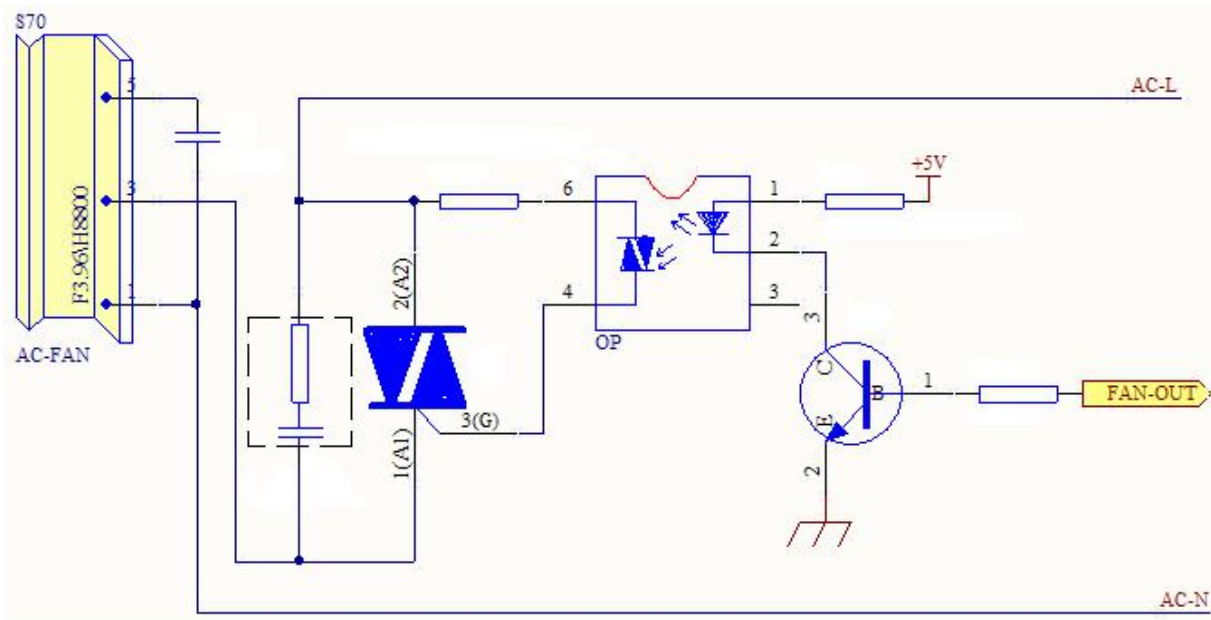 870
5
AC-L
+5V
3
6
1
F3.96\H8800
2
2(A2)
1
4
3
3
OP
AC-FAN
C
B
1
FAN-OUT
3(G)
E
1(A1)
2
AC-N